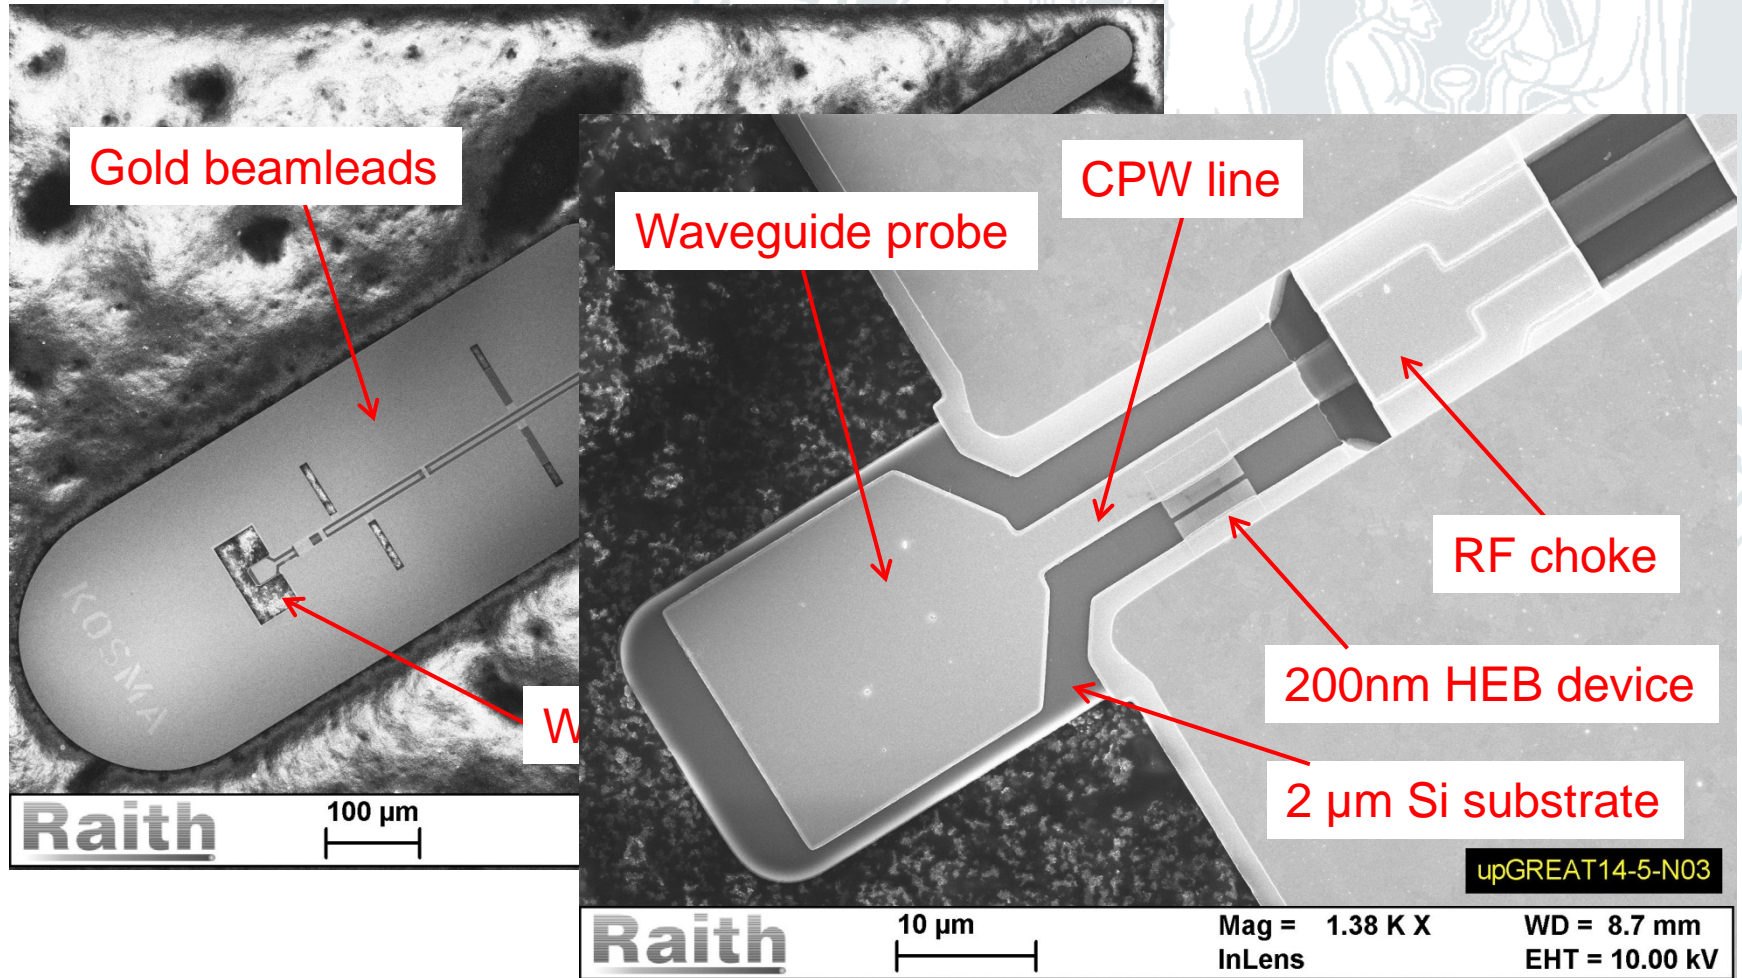 Gold beamleads
CPW line
Waveguide probe
RF choke
200nm HEB device
2 µm Si substrate
W
KOSMA
upGREAT14-5-N03
Raith
100 µm
Raith
10 µm
Mag = 1.38 K X
WD = 8.7 mm
InLens
EHT = 10.00 kV